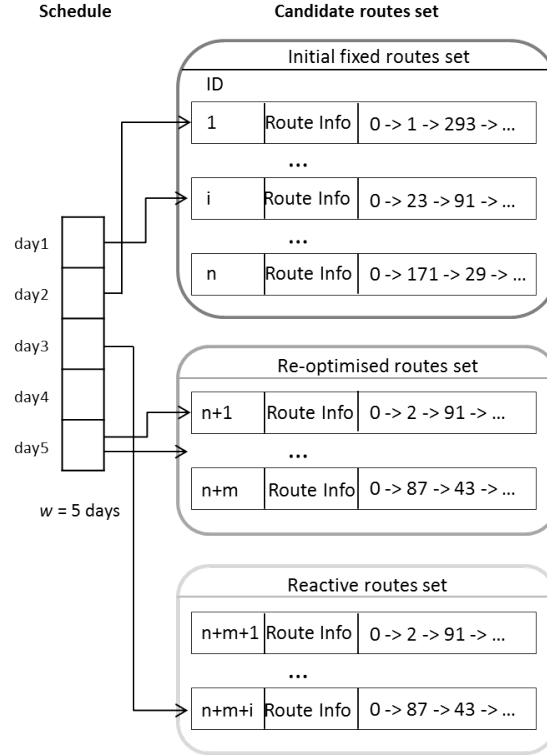 Schedule
Candidate routes set
Initial fixed routes set
ID
1 Route Info 0 -> 1 -> 293 -> ...
...
i Route Info 0 -> 23 -> 91 -> ...
...
n Route Info 0 -> 171 -> 29 -> ...
day1
day2
day3
day4
day5
w = 5 days
Re-optimised routes set
n+1 Route Info 0 -> 2 -> 91 -> ...
...
n+m Route Info 0 -> 87 -> 43 -> ...
Reactive routes set
n+m+1 Route Info 0 -> 2 -> 91 -> ...
...
n+m+i Route Info 0 -> 87 -> 43 -> ...